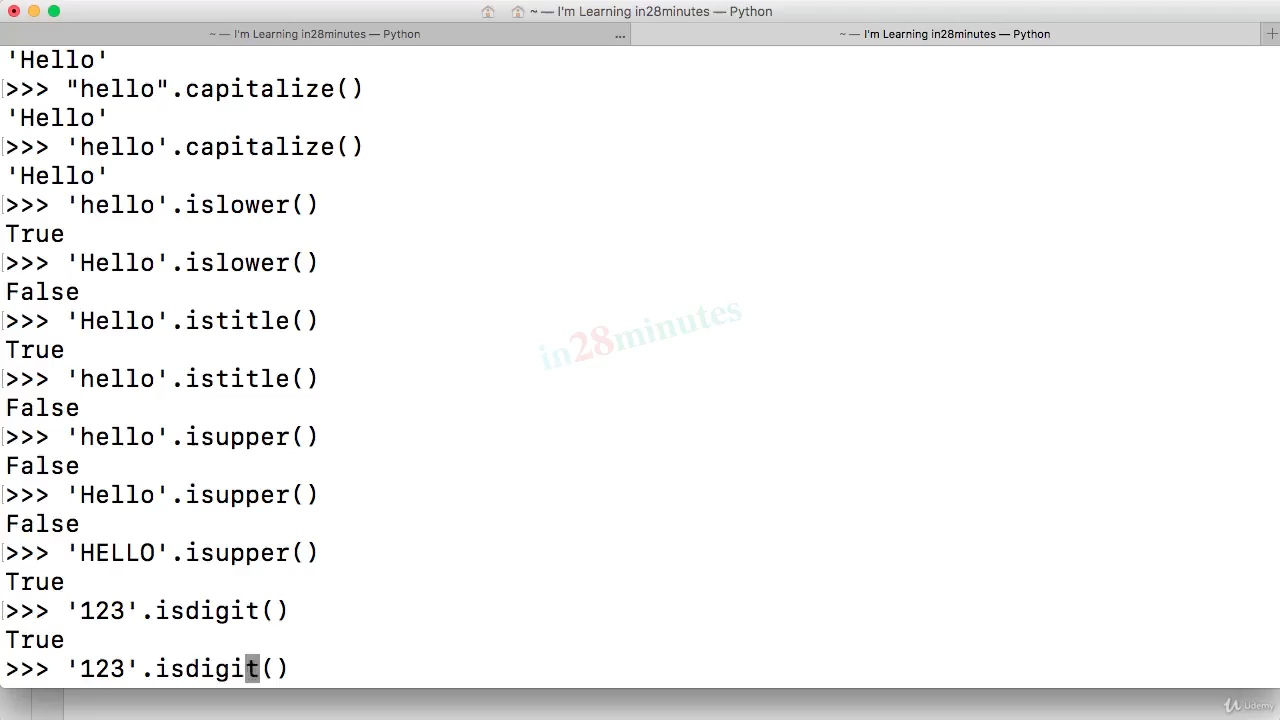 ~ — I'm Learning in28minutes — Python
~ — I'm Learning in28minutes — Python ...
~ — I'm Learning in28minutes — Python +
'Hello'
>>> "hello".capitalize()
'Hello'
>>> 'hello'.capitalize()
'Hello'
>>> 'hello'.islower()
True
>>> 'Hello'.islower()
False
>>> 'Hello'.istitle()
True
>>> 'hello'.istitle()
False
>>> 'hello'.isupper()
False
>>> 'Hello'.isupper()
False
>>> 'HELLO'.isupper()
True
>>> '123'.isdigit()
True
>>> '123'.isdigit()
in28minutes
Udemy